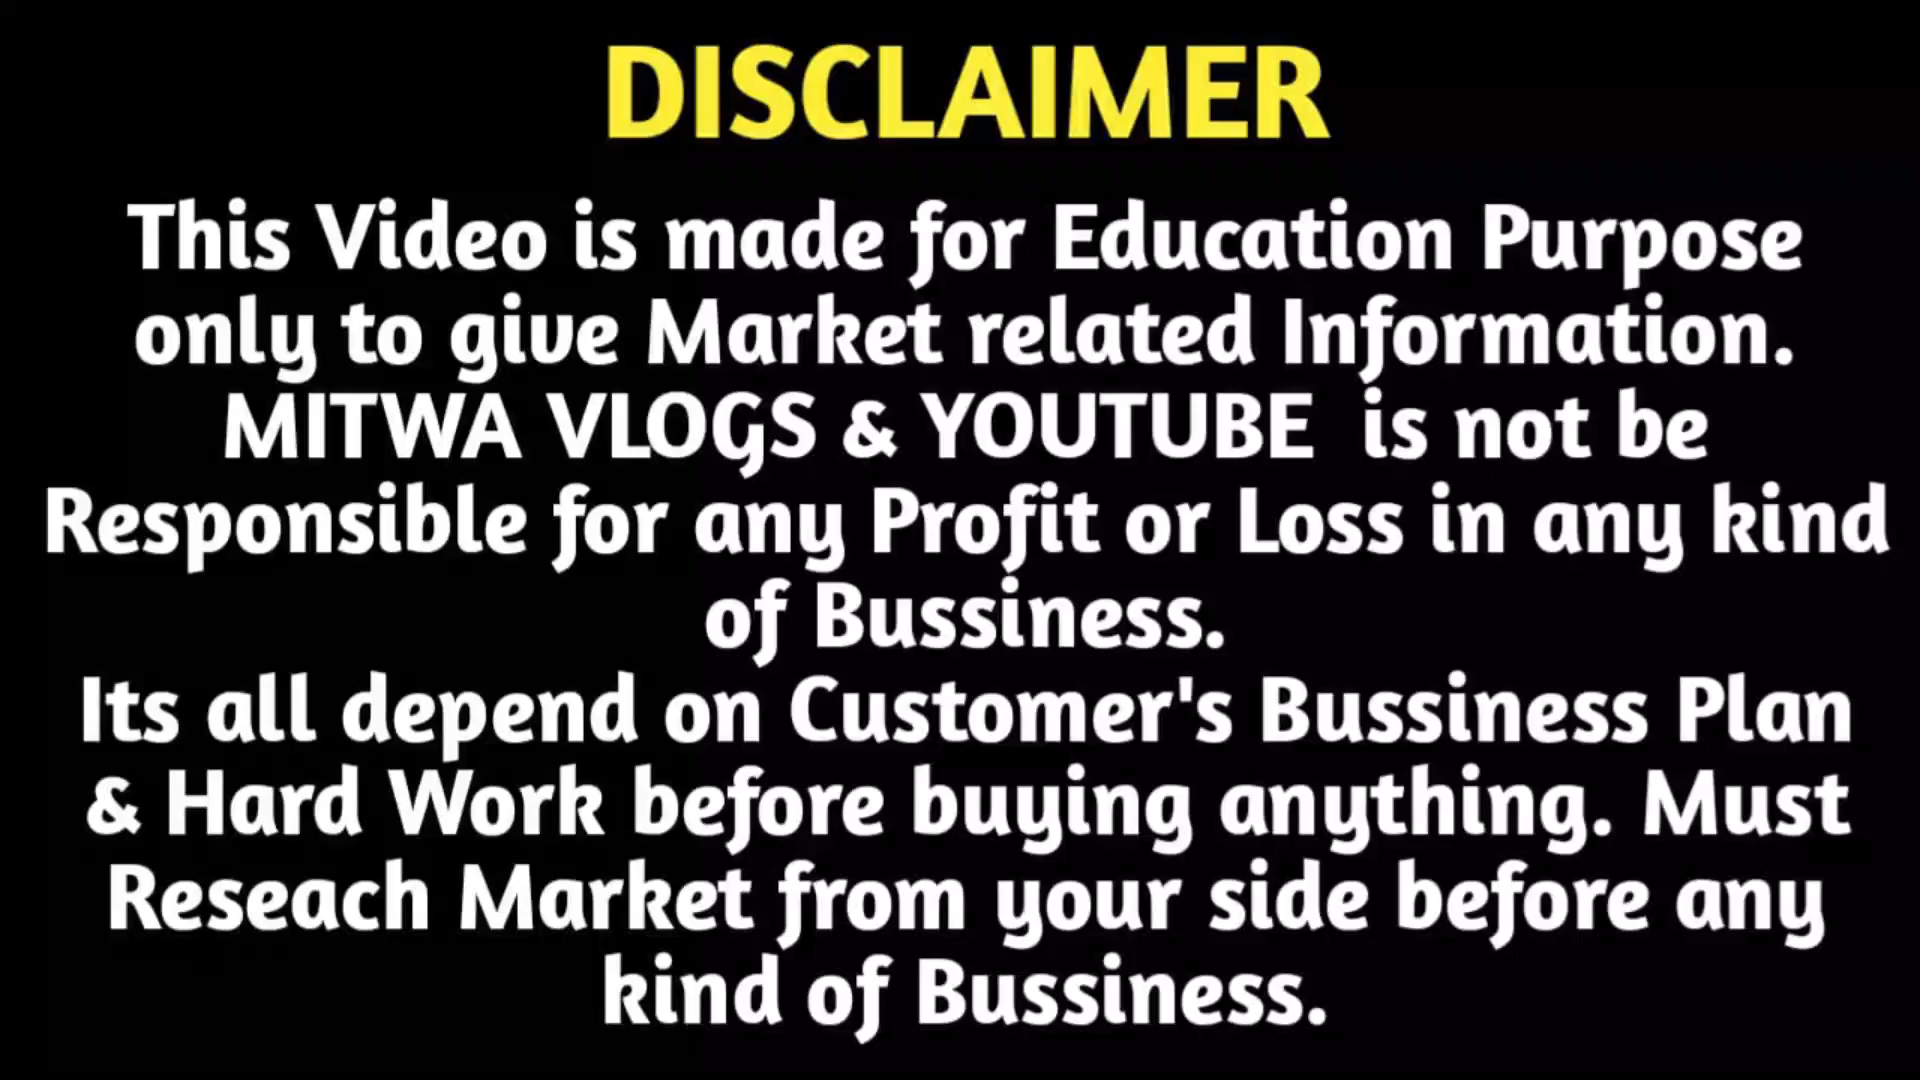 DISCLAIMER
This Video is made for Education Purpose
only to give Market related Information.
MITWA VLOGS & YOUTUBE is not be
Responsible for any Profit or Loss in any kind
of Bussiness.
Its all depend on Customer's Bussiness Plan
& Hard Work before buying anything. Must
Reseach Market from your side before any
kind of Bussiness.